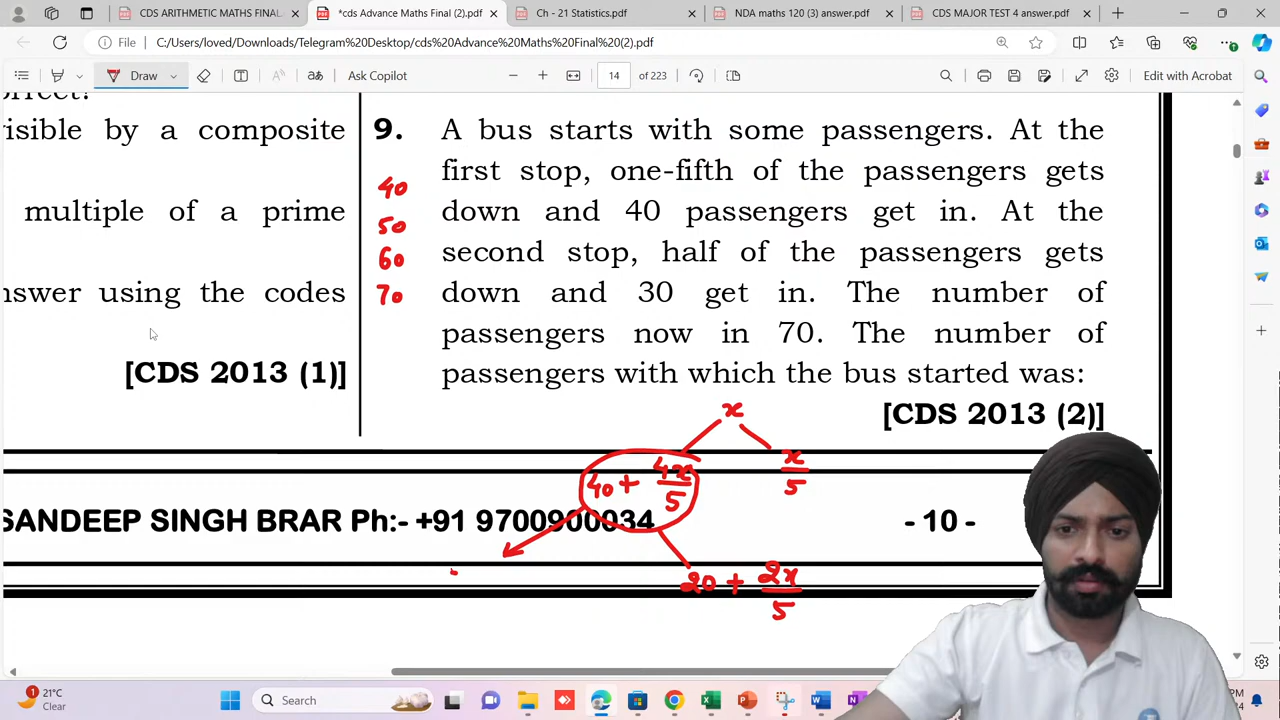 CDS ARITHMETIC MATHS FINAL
*cds Advance Maths Final (2).pdf
Ch - 21 Statistics.pdf
NDA maths 120 (3)answer.pdf
CDS MAJOR TEST 4 answer.pdf
File
C:/Users/loved/Downloads/Telegram%20Desktop/cds%20Advance%20Maths%20Final%20(2).pdf
Draw
Ask Copilot
14 of 223
Edit with Acrobat
orrect?
visible by a composite
multiple of a prime
nswer using the codes
[CDS 2013 (1)]
9. A bus starts with some passengers. At the
first stop, one-fifth of the passengers gets
down and 40 passengers get in. At the
second stop, half of the passengers gets
down and 30 get in. The number of
passengers now in 70. The number of
passengers with which the bus started was:
[CDS 2013 (2)]
40
50
60
70
x
40 + 4x/5
x/5
20 + 2x/5
SANDEEP SINGH BRAR Ph:- +91 9700900034
- 10 -
1
21°C
Clear
Search